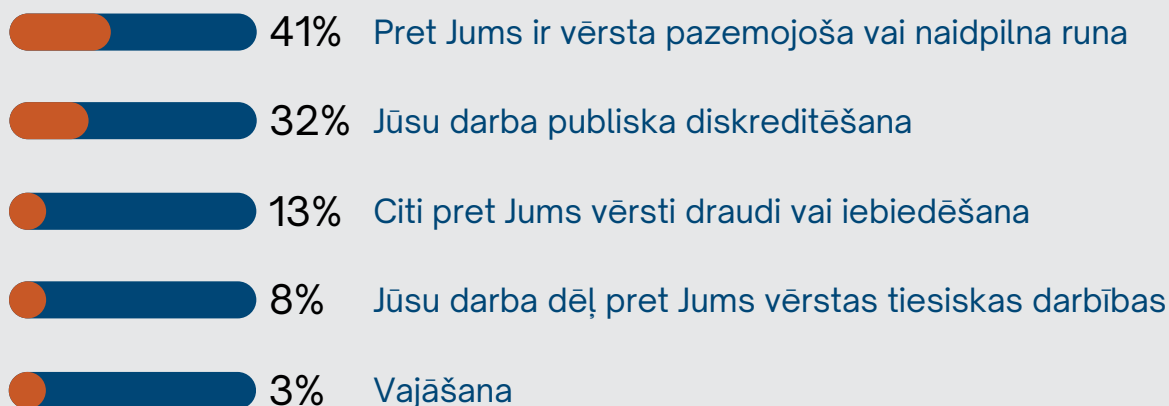 41% Pret Jums ir vērsta pazemojoša vai naidpilna runa
32% Jūsu darba publiska diskreditēšana
13% Citi pret Jums vērsti draudi vai iebiedēšana
8% Jūsu darba dēļ pret Jums vērstas tiesiskas darbības
3% Vajāšana